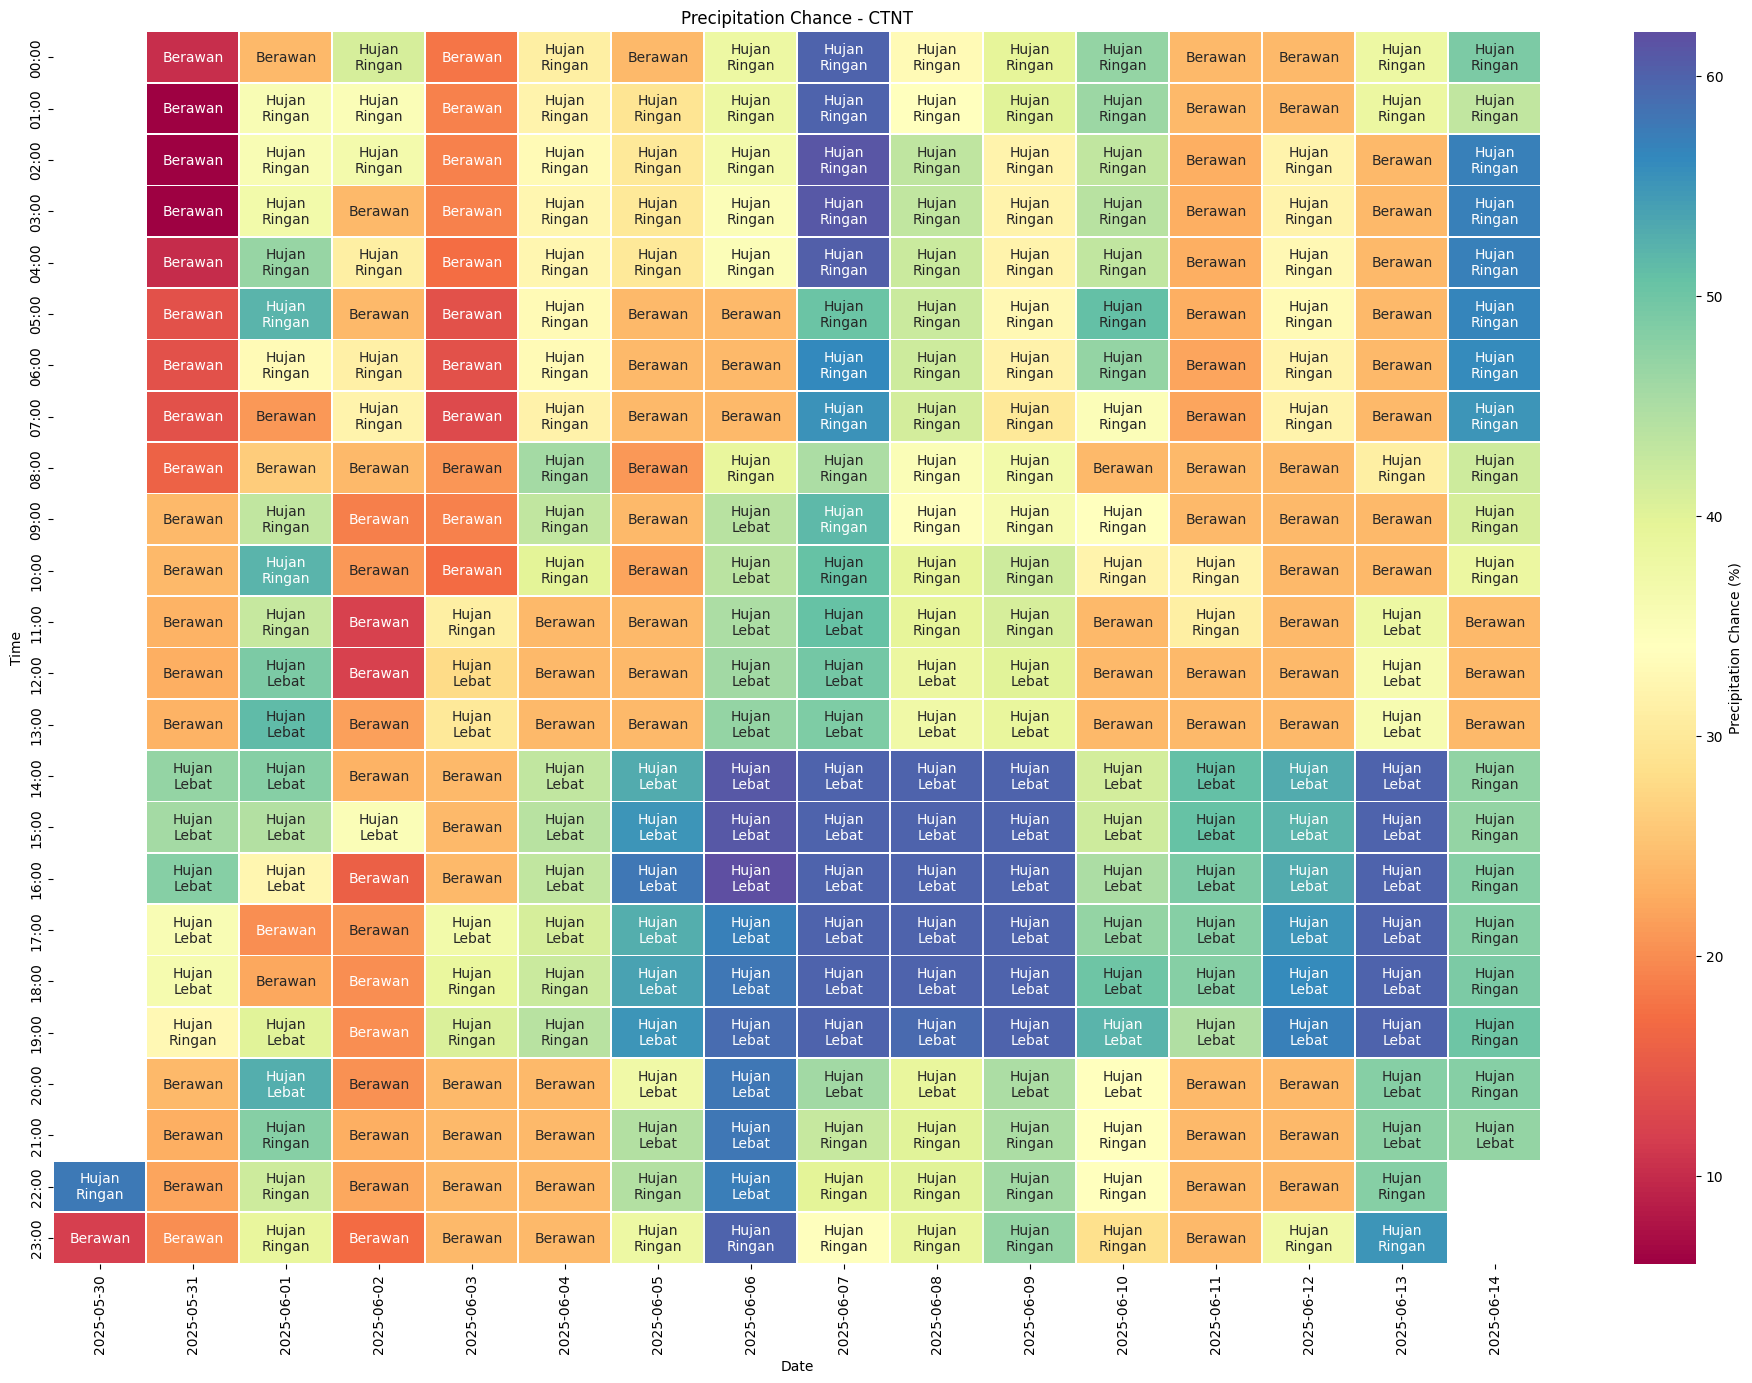 Precipitation Chance - CTNT
00:00 Berawan Berawan Hujan Ringan Berawan Hujan Ringan Berawan Hujan Ringan Hujan Ringan Hujan Ringan Hujan Ringan Hujan Ringan Berawan Berawan Hujan Ringan Hujan Ringan
01:00 Berawan Hujan Ringan Hujan Ringan Berawan Hujan Ringan Hujan Ringan Hujan Ringan Hujan Ringan Hujan Ringan Hujan Ringan Hujan Ringan Berawan Berawan Hujan Ringan Hujan Ringan
02:00 Berawan Hujan Ringan Hujan Ringan Berawan Hujan Ringan Hujan Ringan Hujan Ringan Hujan Ringan Hujan Ringan Hujan Ringan Hujan Ringan Berawan Hujan Ringan Berawan Hujan Ringan
03:00 Berawan Hujan Ringan Berawan Berawan Hujan Ringan Hujan Ringan Hujan Ringan Hujan Ringan Hujan Ringan Hujan Ringan Hujan Ringan Berawan Hujan Ringan Berawan Hujan Ringan
04:00 Berawan Hujan Ringan Hujan Ringan Berawan Hujan Ringan Hujan Ringan Hujan Ringan Hujan Ringan Hujan Ringan Hujan Ringan Hujan Ringan Berawan Hujan Ringan Berawan Hujan Ringan
05:00 Berawan Hujan Ringan Berawan Berawan Hujan Ringan Berawan Berawan Hujan Ringan Hujan Ringan Hujan Ringan Hujan Ringan Berawan Hujan Ringan Berawan Hujan Ringan
06:00 Berawan Hujan Ringan Hujan Ringan Berawan Hujan Ringan Berawan Berawan Hujan Ringan Hujan Ringan Hujan Ringan Hujan Ringan Berawan Hujan Ringan Berawan Hujan Ringan
07:00 Berawan Berawan Hujan Ringan Berawan Hujan Ringan Berawan Berawan Hujan Ringan Hujan Ringan Hujan Ringan Hujan Ringan Berawan Hujan Ringan Berawan Hujan Ringan
08:00 Berawan Berawan Berawan Berawan Hujan Ringan Berawan Hujan Ringan Hujan Ringan Hujan Ringan Hujan Ringan Berawan Berawan Berawan Hujan Ringan Hujan Ringan
09:00 Berawan Hujan Ringan Berawan Berawan Hujan Ringan Berawan Hujan Lebat Hujan Ringan Hujan Ringan Hujan Ringan Hujan Ringan Berawan Berawan Berawan Hujan Ringan
10:00 Berawan Hujan Ringan Berawan Berawan Hujan Ringan Berawan Hujan Lebat Hujan Ringan Hujan Ringan Hujan Ringan Hujan Ringan Hujan Ringan Berawan Berawan Hujan Ringan
11:00 Berawan Hujan Ringan Berawan Hujan Ringan Berawan Berawan Hujan Lebat Hujan Lebat Hujan Ringan Hujan Ringan Berawan Hujan Ringan Berawan Hujan Lebat Berawan
12:00 Berawan Hujan Lebat Berawan Hujan Lebat Berawan Berawan Hujan Lebat Hujan Lebat Hujan Lebat Hujan Lebat Berawan Berawan Berawan Hujan Lebat Berawan
13:00 Berawan Hujan Lebat Berawan Hujan Lebat Berawan Berawan Hujan Lebat Hujan Lebat Hujan Lebat Hujan Lebat Berawan Berawan Berawan Hujan Lebat Berawan
14:00 Hujan Lebat Hujan Lebat Berawan Berawan Hujan Lebat Hujan Lebat Hujan Lebat Hujan Lebat Hujan Lebat Hujan Lebat Hujan Lebat Hujan Lebat Hujan Lebat Hujan Lebat Hujan Ringan
15:00 Hujan Lebat Hujan Lebat Hujan Lebat Berawan Hujan Lebat Hujan Lebat Hujan Lebat Hujan Lebat Hujan Lebat Hujan Lebat Hujan Lebat Hujan Lebat Hujan Lebat Hujan Lebat Hujan Ringan
16:00 Hujan Lebat Hujan Lebat Berawan Berawan Hujan Lebat Hujan Lebat Hujan Lebat Hujan Lebat Hujan Lebat Hujan Lebat Hujan Lebat Hujan Lebat Hujan Lebat Hujan Lebat Hujan Ringan
17:00 Hujan Lebat Berawan Berawan Hujan Lebat Hujan Lebat Hujan Lebat Hujan Lebat Hujan Lebat Hujan Lebat Hujan Lebat Hujan Lebat Hujan Lebat Hujan Lebat Hujan Lebat Hujan Ringan
18:00 Hujan Lebat Berawan Berawan Hujan Ringan Hujan Ringan Hujan Lebat Hujan Lebat Hujan Lebat Hujan Lebat Hujan Lebat Hujan Lebat Hujan Lebat Hujan Lebat Hujan Lebat Hujan Ringan
19:00 Hujan Ringan Hujan Lebat Berawan Hujan Ringan Hujan Ringan Hujan Lebat Hujan Lebat Hujan Lebat Hujan Lebat Hujan Lebat Hujan Lebat Hujan Lebat Hujan Lebat Hujan Lebat Hujan Ringan
20:00 Berawan Hujan Lebat Berawan Berawan Berawan Hujan Lebat Hujan Lebat Hujan Lebat Hujan Lebat Hujan Lebat Hujan Lebat Berawan Berawan Hujan Lebat Hujan Ringan
21:00 Berawan Hujan Ringan Berawan Berawan Berawan Hujan Lebat Hujan Lebat Hujan Ringan Hujan Ringan Hujan Ringan Hujan Ringan Berawan Berawan Hujan Lebat Hujan Lebat
22:00 Hujan Ringan Berawan Hujan Ringan Berawan Berawan Berawan Hujan Ringan Hujan Lebat Hujan Ringan Hujan Ringan Hujan Ringan Hujan Ringan Berawan Berawan Hujan Ringan
23:00 Berawan Berawan Hujan Ringan Berawan Berawan Berawan Hujan Ringan Hujan Ringan Hujan Ringan Hujan Ringan Hujan Ringan Hujan Ringan Berawan Hujan Ringan Hujan Ringan
2025-05-30 2025-05-31 2025-06-01 2025-06-02 2025-06-03 2025-06-04 2025-06-05 2025-06-06 2025-06-07 2025-06-08 2025-06-09 2025-06-10 2025-06-11 2025-06-12 2025-06-13 2025-06-14
Date
Time
60
50
40
30
20
10
Precipitation Chance (%)